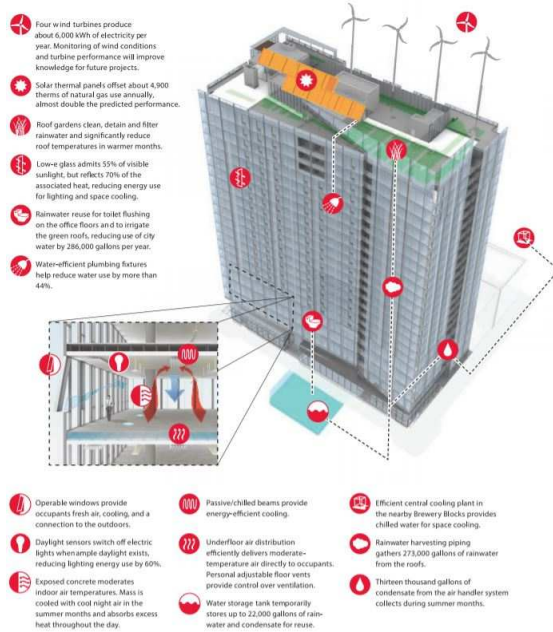 Four wind turbines produce
about 6,000 kWh of electricity per
year. Monitoring of wind conditions
and turbine performance will improve
knowledge for future projects.
Solar thermal panels offset about 4,900
therms of natural gas use annually,
almost double the predicted performance.
Roof gardens clean, detain and filter
rainwater and significantly reduce
roof temperatures in warmer months.
Low-e glass admits 55% of visible
sunlight, but reflects 70% of the
associated heat, reducing energy use
for lighting and space cooling.
Rainwater reuse for toilet flushing
on the office floors and to irrigate
the green roofs, reducing use of city
water by 286,000 gallons per year.
Water-efficient plumbing fixtures
help reduce water use by more than
44%.
Operable windows provide
occupants fresh air, cooling, and a
connection to the outdoors.
Daylight sensors switch off electric
lights when ample daylight exists,
reducing lighting energy use by 60%.
Exposed concrete moderates
indoor air temperatures. Mass is
cooled with cool night air in the
summer months and absorbs excess
heat throughout the day.
Passive/chilled beams provide
energy-efficient cooling.
Underfloor air distribution
efficiently delivers moderate-
temperature air directly to occupants.
Personal adjustable floor vents
provide control over ventilation.
Water storage tank temporarily
stores up to 22,000 gallons of rain-
water and condensate for reuse.
Efficient central cooling plant in
the nearby Brewery Blocks provides
chilled water for space cooling.
Rainwater harvesting piping
gathers 273,000 gallons of rainwater
from the roofs.
Thirteen thousand gallons of
condensate from the air handler system
collects during summer months.